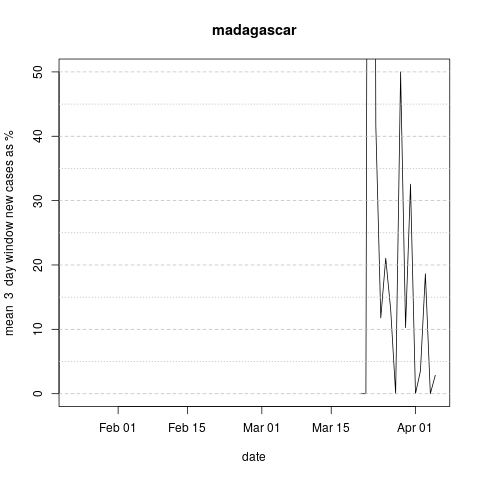 madagascar
mean  3  day window new cases as %
50
40
30
20
10
0
Feb 01
Feb 15
Mar 01
Mar 15
Apr 01
date